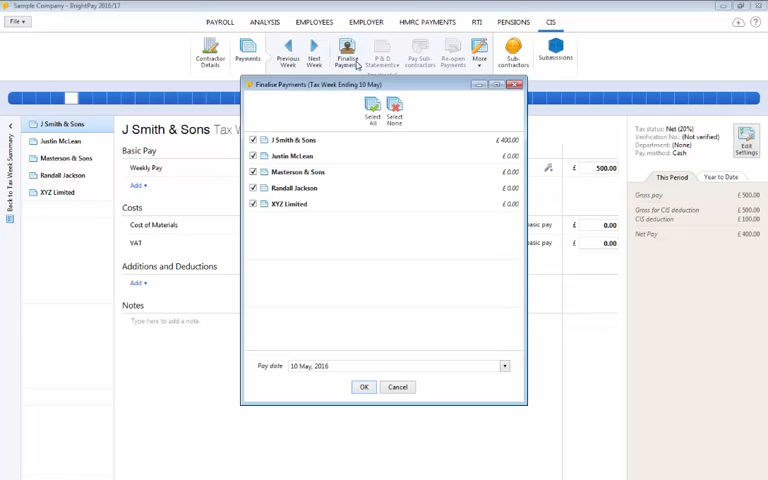 Sample Company - BrightPay 2016/17
File
PAYROLL ANALYSIS EMPLOYEES EMPLOYER HMRC PAYMENTS RTI PENSIONS CIS
Contractor Details
Payments
Previous Week
Next Week
Finalise Payments
P & D Statements
Pay Sub-contractors
Re-open Payments
More
Sub-contractors
Submissions
Back to Tax Week Summary
J Smith & Sons
Justin McLean
Masterson & Sons
Randall Jackson
XYZ Limited
J Smith & Sons Tax W
Basic Pay
Weekly Pay £ 500.00
Add
Costs
Cost of Materials basic pay £ 0.00
VAT basic pay £ 0.00
Additions and Deductions
Add
Notes
Type here to add a note.
Finalise Payments (Tax Week Ending 10 May)
Select All
Select None
J Smith & Sons £ 400.00
Justin McLean £ 0.00
Masterson & Sons £ 0.00
Randall Jackson £ 0.00
XYZ Limited £ 0.00
Pay date 10 May, 2016
OK Cancel
Tax status: Net (20%)
Verification No.: (Not verified)
Department: (None)
Pay method: Cash
Edit Settings
This Period Year to Date
Gross pay £ 500.00
Gross for CIS deduction £ 500.00
CIS deduction £ 100.00
Net Pay £ 400.00